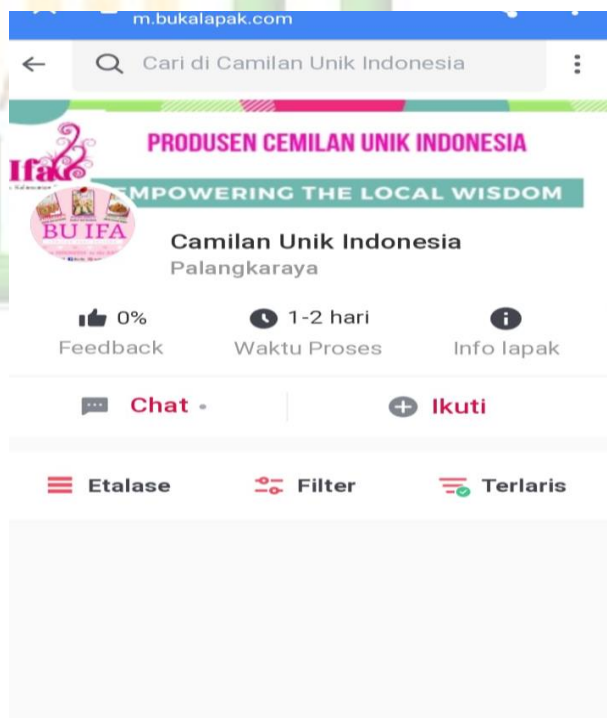 m.bukalapak.com
Cari di Camilan Unik Indonesia
PRODUSEN CEMILAN UNIK INDONESIA
Ifa
EMPOWERING THE LOCAL WISDOM
BU IFA
Camilan Unik Indonesia
Palangkaraya
0%
1-2 hari
Feedback
Waktu Proses
Info lapak
Chat
Ikuti
Etalase
Filter
Terlaris